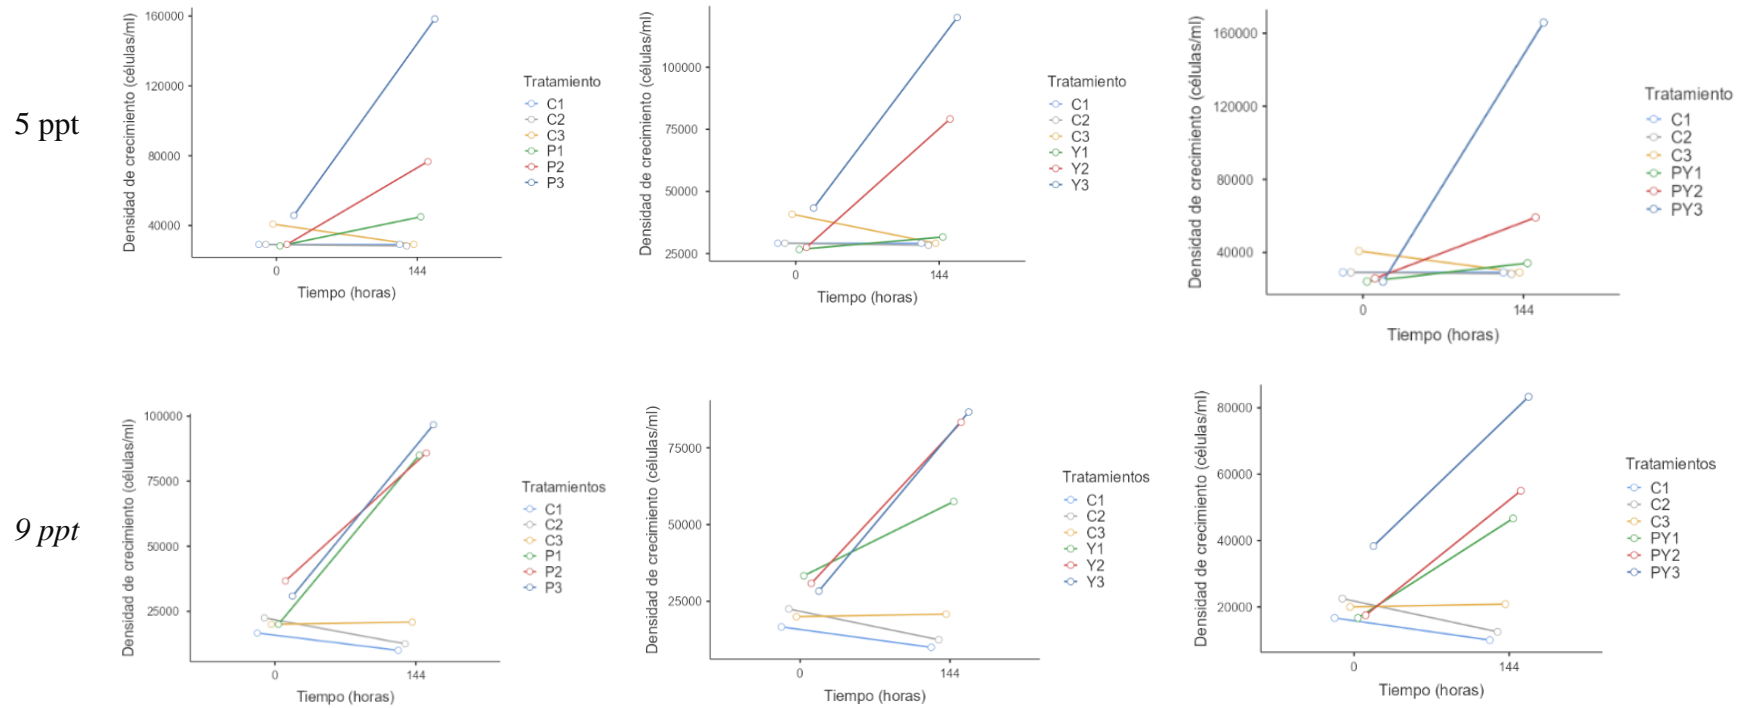 5 ppt
Densidad de crecimiento (células/ml)
160000
120000
80000
40000
0
144
Tiempo (horas)
Tratamiento
C1
C2
C3
P1
P2
P3
Densidad de crecimiento (células/ml)
100000
75000
50000
25000
0
144
Tiempo (horas)
Tratamiento
C1
C2
C3
Y1
Y2
Y3
Densidad de crecimiento (células/ml)
160000
120000
80000
40000
0
144
Tiempo (horas)
Tratamiento
C1
C2
C3
PY1
PY2
PY3
9 ppt
Densidad de crecimiento (células/ml)
100000
75000
50000
25000
0
144
Tiempo (horas)
Tratamientos
C1
C2
C3
P1
P2
P3
Densidad de crecimiento (células/ml)
75000
50000
25000
0
144
Tiempo (horas)
Tratamientos
C1
C2
C3
Y1
Y2
Y3
Densidad de crecimiento (células/ml)
80000
60000
40000
20000
0
144
Tiempo (horas)
Tratamientos
C1
C2
C3
PY1
PY2
PY3